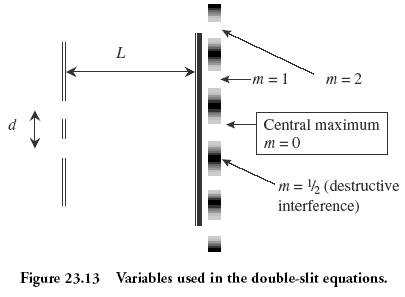 L
m = 1
m = 2
d
Central maximum
m = 0
m = ½ (destructive
interference)
Figure 23.13 Variables used in the double-slit equations.